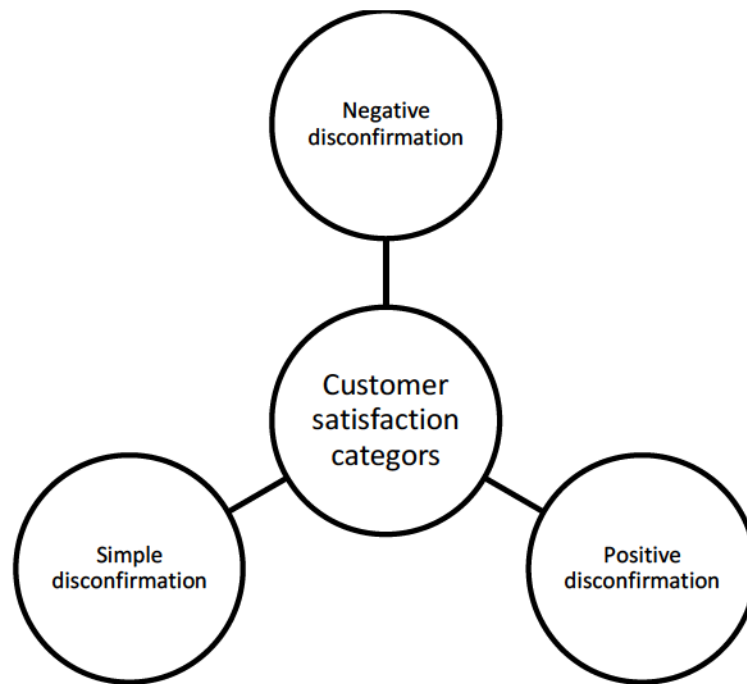 Negative
disconfirmation
Customer
satisfaction
categors
Simple
disconfirmation
Positive
disconfirmation